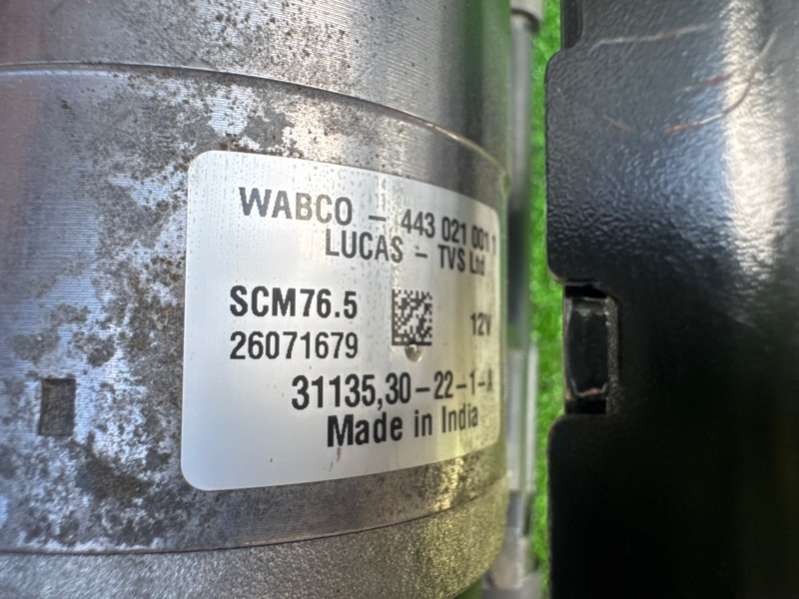 WABCO - 443 021 001 1
LUCAS - TVS Ltd
SCM76.5
12V
26071679
31135,30-22-1-A
Made in India